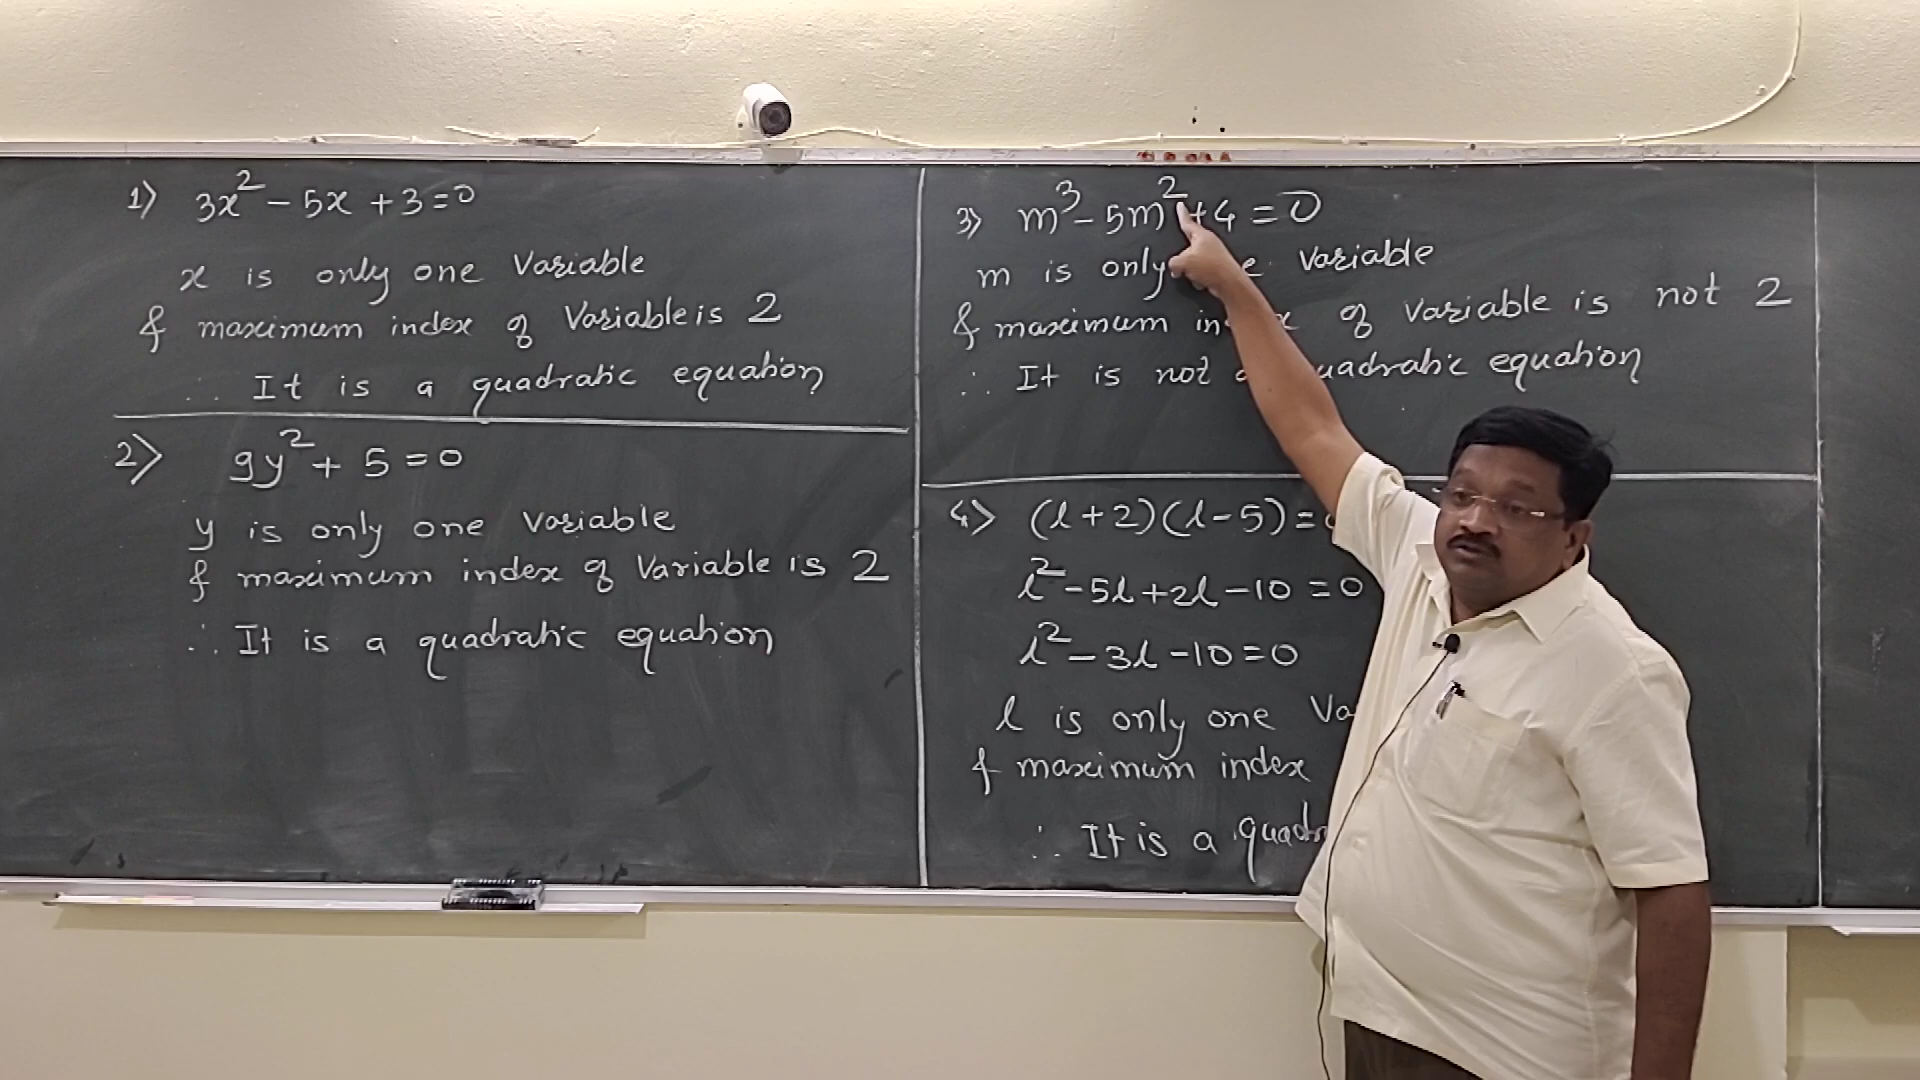 1) 3x² - 5x + 3 = 0
x is only one variable
& maximum index of variable is 2
∴ It is a quadratic equation
2) 9y² + 5 = 0
y is only one variable
& maximum index of variable is 2
∴ It is a quadratic equation
3) m³ - 5m² + 4 = 0
m is only variable
& maximum of variable is not 2
∴ It is not equation
4) (l+2)(l-5) =
l² - 5l + 2l - 10 = 0
l² - 3l - 10 = 0
l is only one
& maximum index
∴ It is a